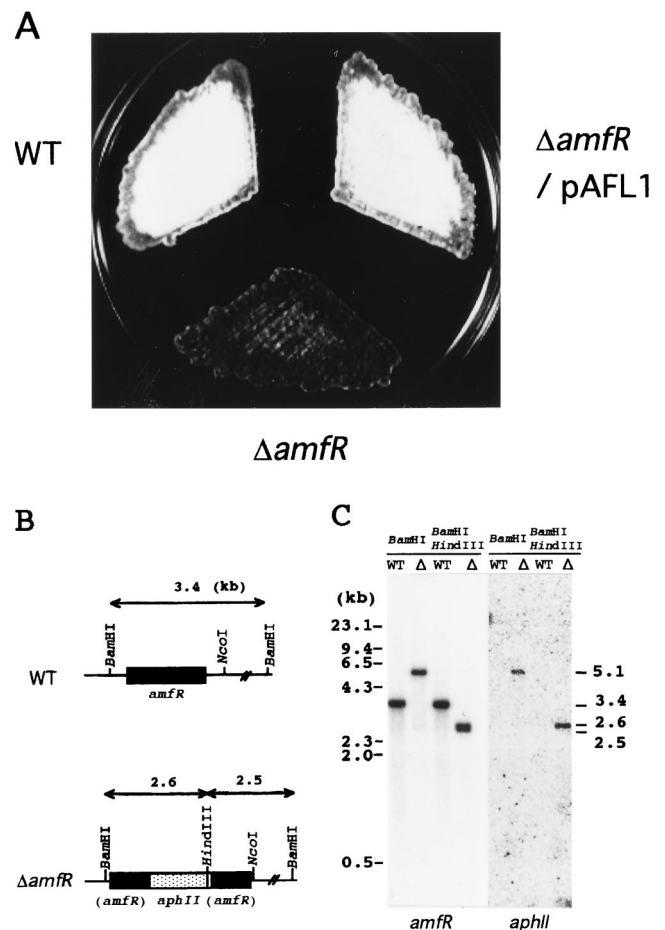 A
WT
ΔamfR
/ pAFL1
ΔamfR
B
3.4 (kb)
BamHI
NcoI
BamHI
WT
amfR
2.6
2.5
BamHI
HindIII
NcoI
BamHI
ΔamfR
(amfR)
aphII
(amfR)
C
BamHI
BamHI
HindIII
BamHI
BamHI
HindIII
WT Δ WT Δ
WT Δ WT Δ
(kb)
23.1-
9.4-
6.5-
4.3-
2.3-
2.0-
0.5-
5.1
3.4
2.6
2.5
amfR
aphII